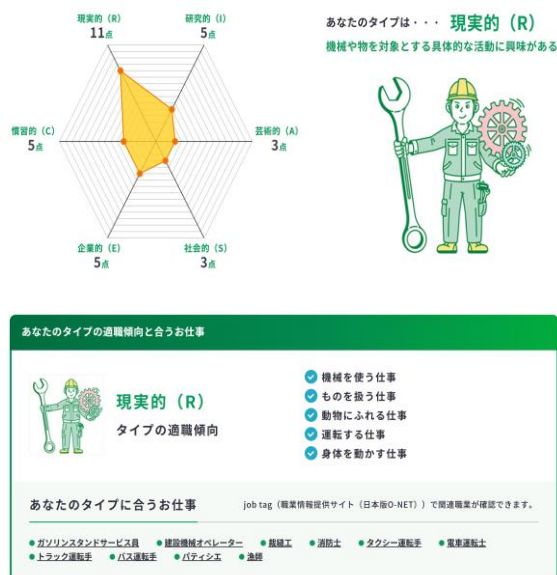 現実的（R）
11点
研究的（I）
5点
あなたのタイプは・・・ 現実的（R）
機械や物を対象とする具体的な活動に興味がある
慣習的（C）
5点
芸術的（A）
3点
企業的（E）
5点
社会的（S）
3点
あなたのタイプの適職傾向と合うお仕事
現実的（R）
タイプの適職傾向
機械を使う仕事
ものを扱う仕事
動物にふれる仕事
運転する仕事
身体を動かす仕事
あなたのタイプに合うお仕事
job tag（職業情報提供サイト（日本版O-NET））で関連職業が確認できます。
ガソリンスタンドサービス員 建設機械オペレーター 裁縫工 消防士 タクシー運転手 電車運転士
トラック運転手 バス運転手 パティシエ 漁師